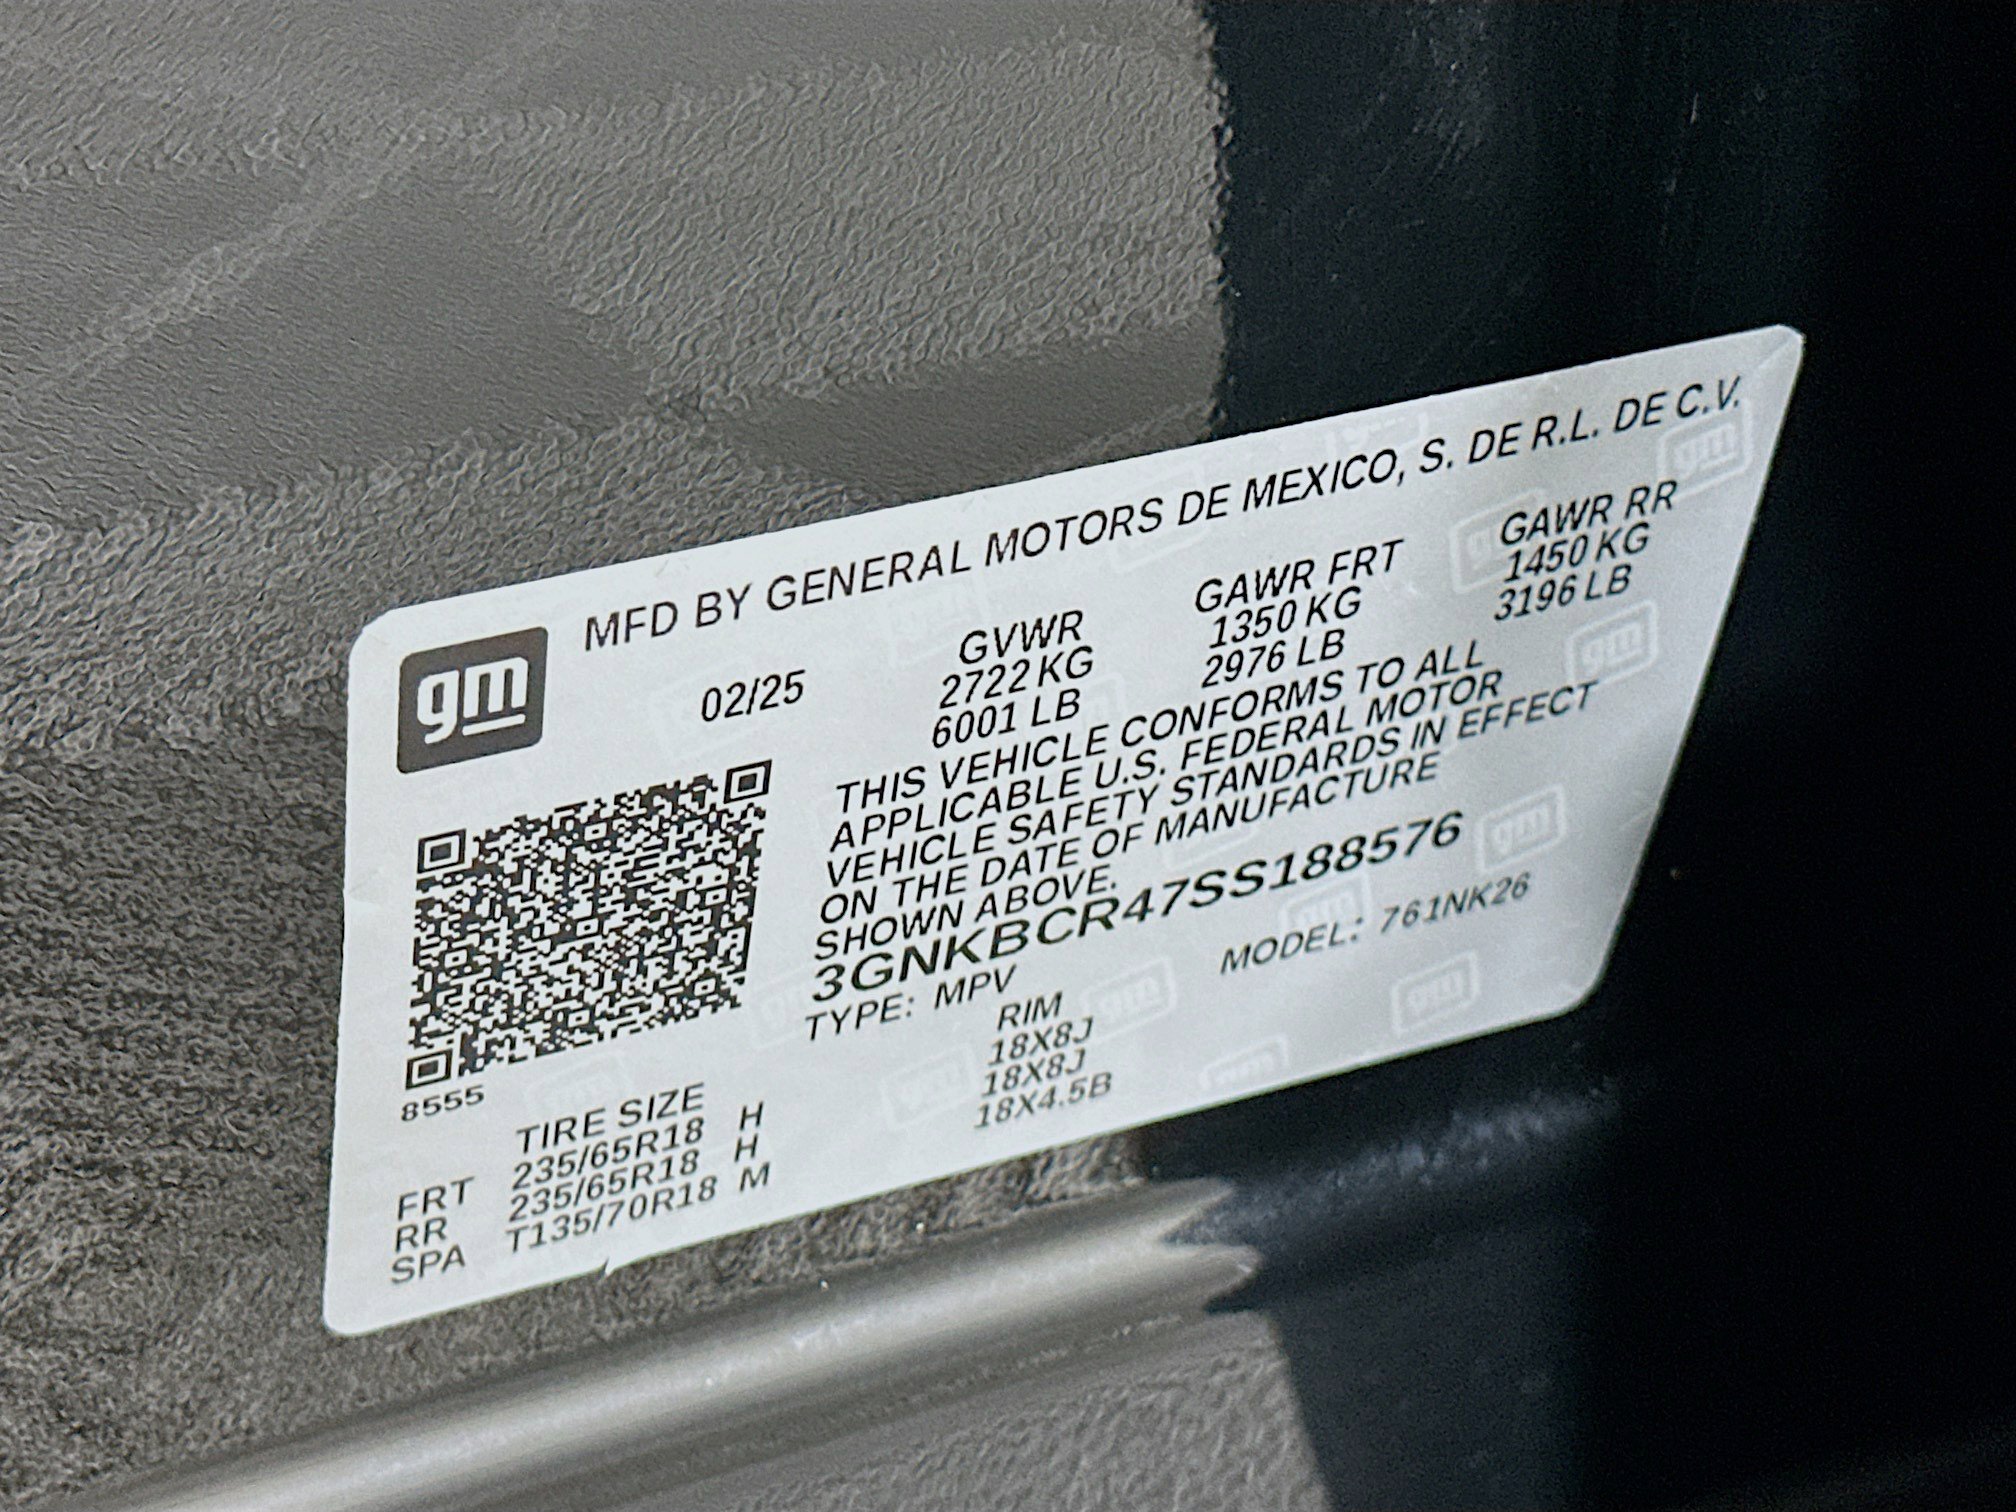 gm
MFD BY GENERAL MOTORS DE MEXICO, S. DE R.L. DE C.V.
02/25
GVWR
2722 KG
6001 LB
GAWR FRT
1350 KG
2976 LB
GAWR RR
1450 KG
3196 LB
THIS VEHICLE CONFORMS TO ALL
APPLICABLE U.S. FEDERAL MOTOR
VEHICLE SAFETY STANDARDS IN EFFECT
ON THE DATE OF MANUFACTURE
SHOWN ABOVE.
3GNKBCR47SS188576
TYPE: MPV
MODEL: 761NK26
8555
TIRE SIZE
RIM
FRT 235/65R18 H 18X8J
RR 235/65R18 H 18X8J
SPA T135/70R18 M 18X4.5B